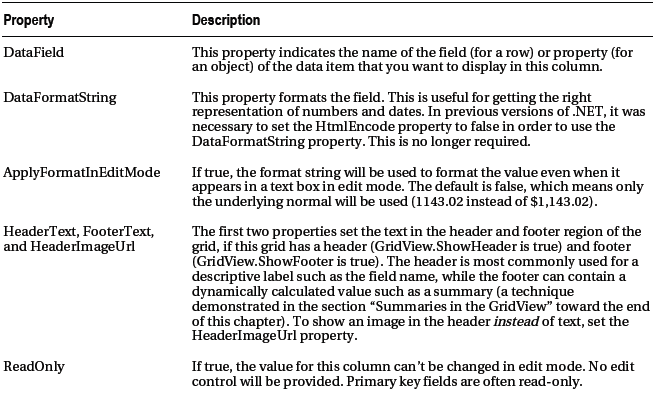 Property Description
DataField This property indicates the name of the field (for a row) or property (for
an object) of the data item that you want to display in this column.
DataFormatString This property formats the field. This is useful for getting the right
representation of numbers and dates. In previous versions of .NET, it was
necessary to set the HtmlEncode property to false in order to use the
DataFormatString property. This is no longer required.
ApplyFormatInEditMode If true, the format string will be used to format the value even when it
appears in a text box in edit mode. The default is false, which means only
the underlying normal will be used (1143.02 instead of $1,143.02).
HeaderText, FooterText, The first two properties set the text in the header and footer region of the
and HeaderImageUrl grid, if this grid has a header (GridView.ShowHeader is true) and footer
(GridView.ShowFooter is true). The header is most commonly used for a
descriptive label such as the field name, while the footer can contain a
dynamically calculated value such as a summary (a technique
demonstrated in the section “Summaries in the GridView” toward the end
of this chapter). To show an image in the header instead of text, set the
HeaderImageUrl property.
ReadOnly If true, the value for this column can’t be changed in edit mode. No edit
control will be provided. Primary key fields are often read-only.